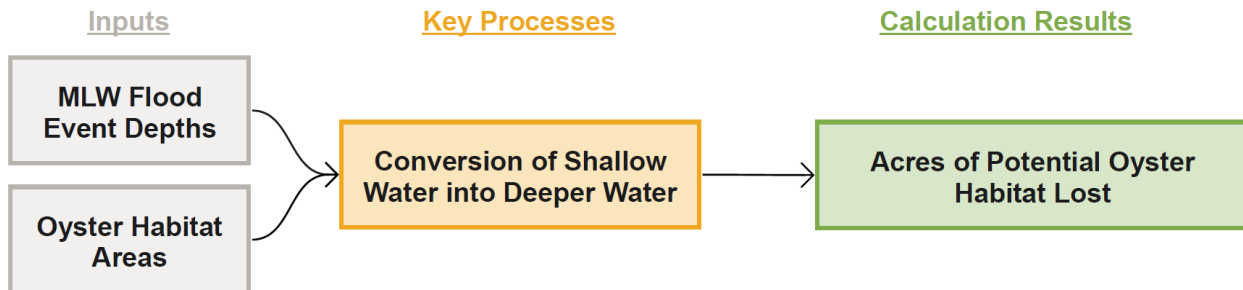 Inputs
Key Processes
Calculation Results
MLW Flood
Event Depths
Oyster Habitat
Areas
Conversion of Shallow
Water into Deeper Water
Acres of Potential Oyster
Habitat Lost